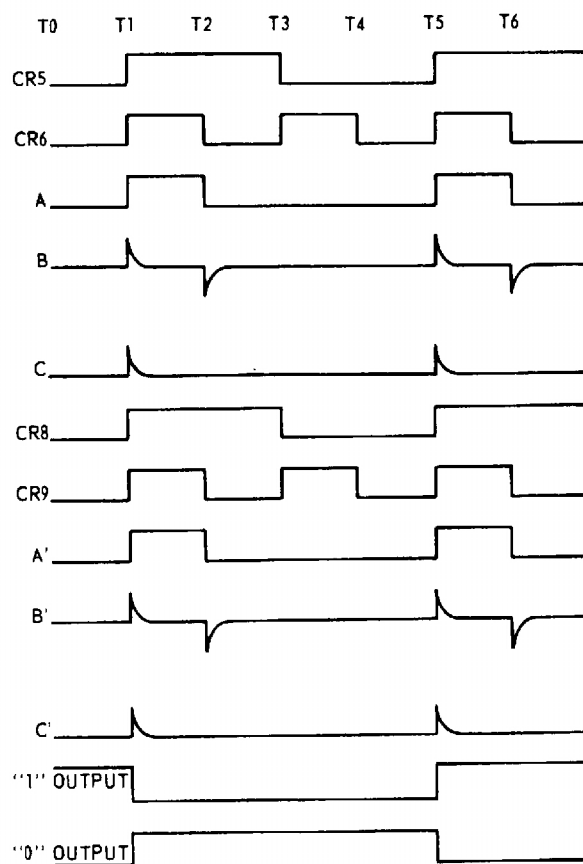 T0 T1 T2 T3 T4 T5 T6
CR5
CR6
A
B
C
CR8
CR9
A'
B'
C'
"1" OUTPUT
"0" OUTPUT